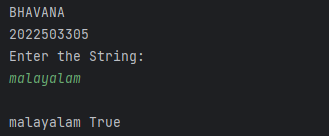 BHAVANA
2022503305
Enter the String:
malayalam
malayalam True